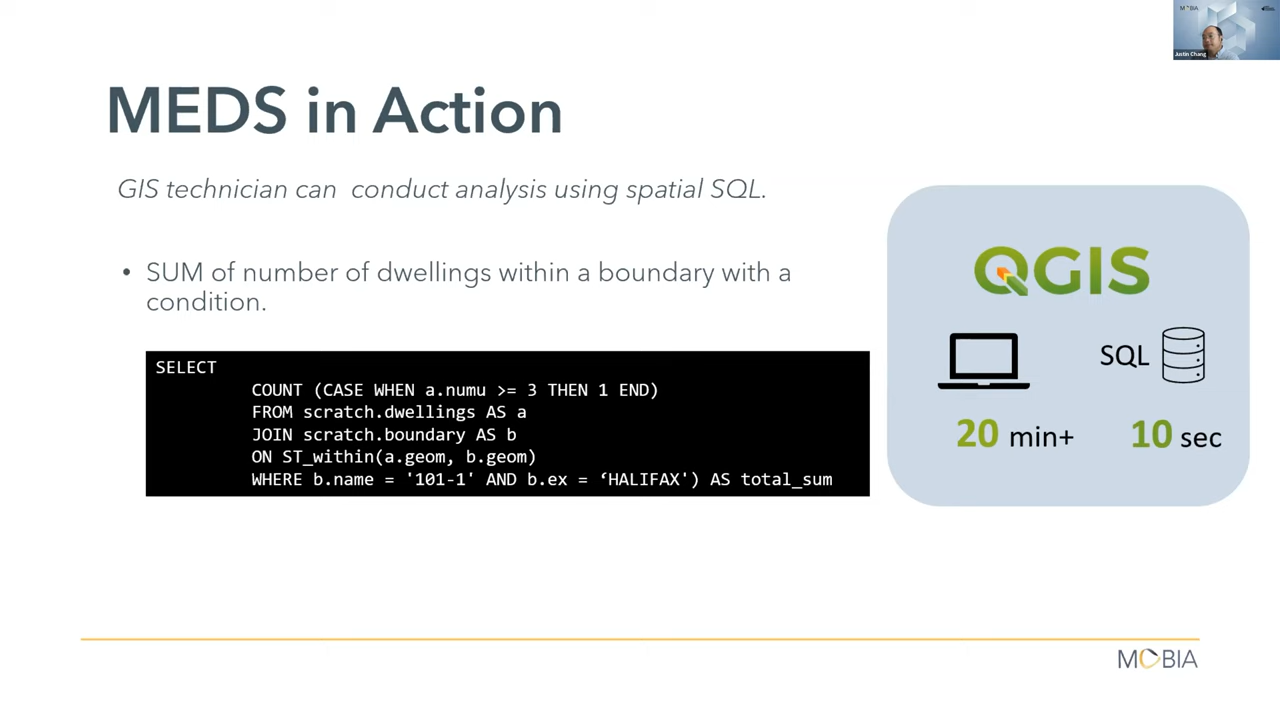 MOBIA
Justin Chang
MEDS in Action
GIS technician can  conduct analysis using spatial SQL.
• SUM of number of dwellings within a boundary with a
condition.
SELECT
COUNT (CASE WHEN a.numu >= 3 THEN 1 END)
FROM scratch.dwellings AS a
JOIN scratch.boundary AS b
ON ST_within(a.geom, b.geom)
WHERE b.name = '101-1' AND b.ex = ‘HALIFAX') AS total_sum
QGIS
SQL
20 min+
10 sec
MOBIA